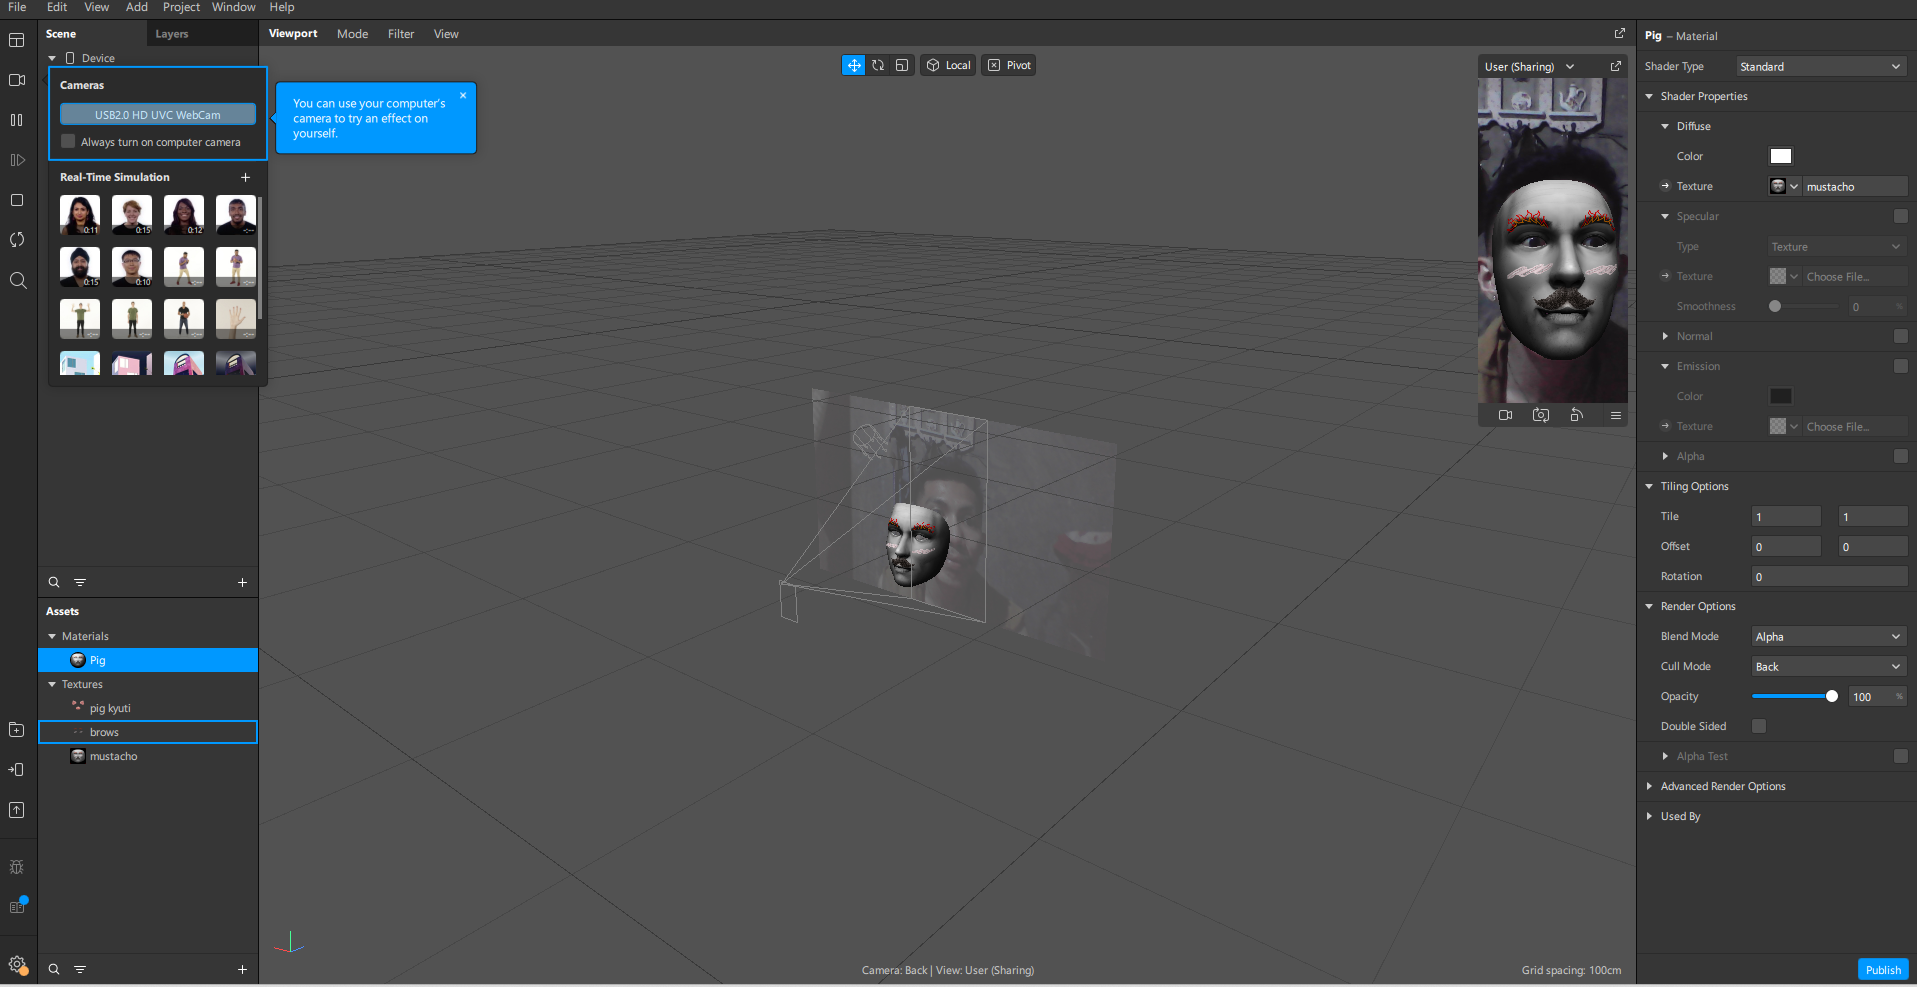 File Edit View Add Project Window Help
Scene Layers
Device
Cameras
USB2.0 HD UVC WebCam
Always turn on computer camera
You can use your computer's
camera to try an effect on
yourself.
Real-Time Simulation
0:11 0:15 0:12 -:--
0:15 0:10 -:-- -:--
-:-- -:-- -:-- -:--
Assets
Materials
Pig
Textures
pig kyuti
brows
mustacho
Viewport Mode Filter View
Local Pivot
User (Sharing)
Camera: Back | View: User (Sharing)
Grid spacing: 100cm
Pig – Material
Shader Type Standard
Shader Properties
Diffuse
Color
Texture mustacho
Specular
Type Texture
Texture Choose File...
Smoothness 0 %
Normal
Emission
Color
Texture Choose File...
Alpha
Tiling Options
Tile 1 1
Offset 0 0
Rotation 0
Render Options
Blend Mode Alpha
Cull Mode Back
Opacity 100 %
Double Sided
Alpha Test
Advanced Render Options
Used By
Publish